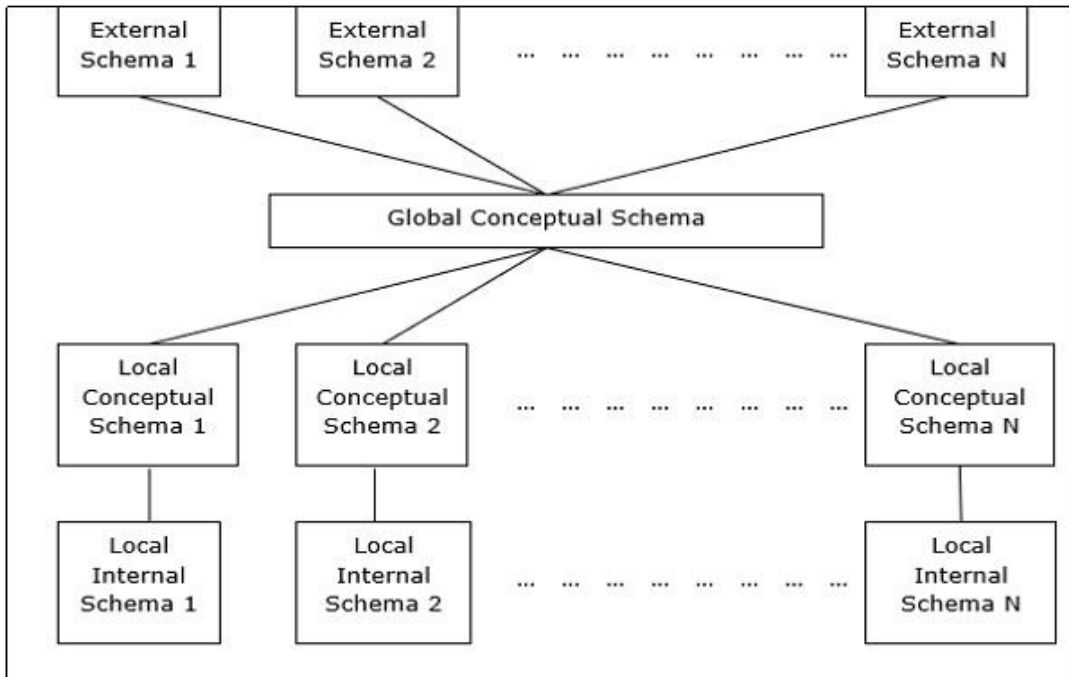 External
Schema 1
External
Schema 2
... ... ... ... ... ... ... ...
External
Schema N
Global Conceptual Schema
Local
Conceptual
Schema 1
Local
Conceptual
Schema 2
... ... ... ... ... ... ... ...
Local
Conceptual
Schema N
Local
Internal
Schema 1
Local
Internal
Schema 2
... ... ... ... ... ... ... ...
Local
Internal
Schema N